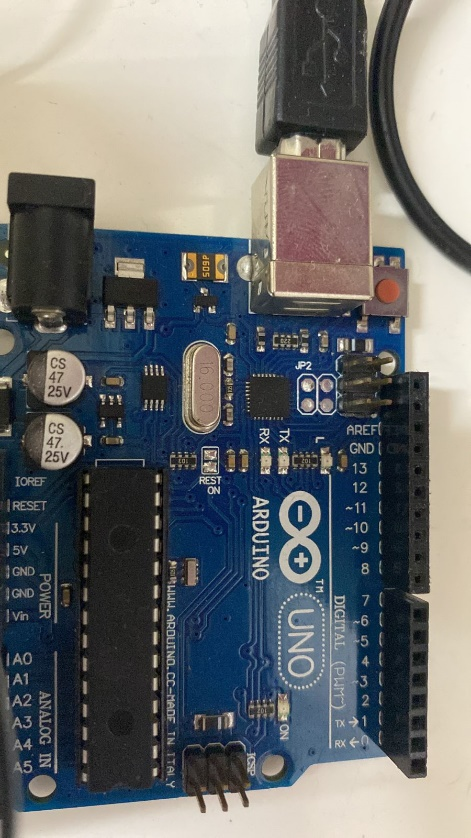 CS
47
25V
CS
47.
25V
P609
16.000
JP2
RX
TX
L
RESET
ON
AREF
GND
13
12
~11
~10
~9
8
7
~6
~5
4
~3
2
TX→1
RX←0
DIGITAL (PWM~)
ARDUINO
TM
UNO
ON
ICSP
WWW.ARDUINO.CC-MADE IN ITALY
IOREF
RESET
3.3V
5V
GND
GND
Vin
POWER
A0
A1
A2
A3
A4
A5
ANALOG IN